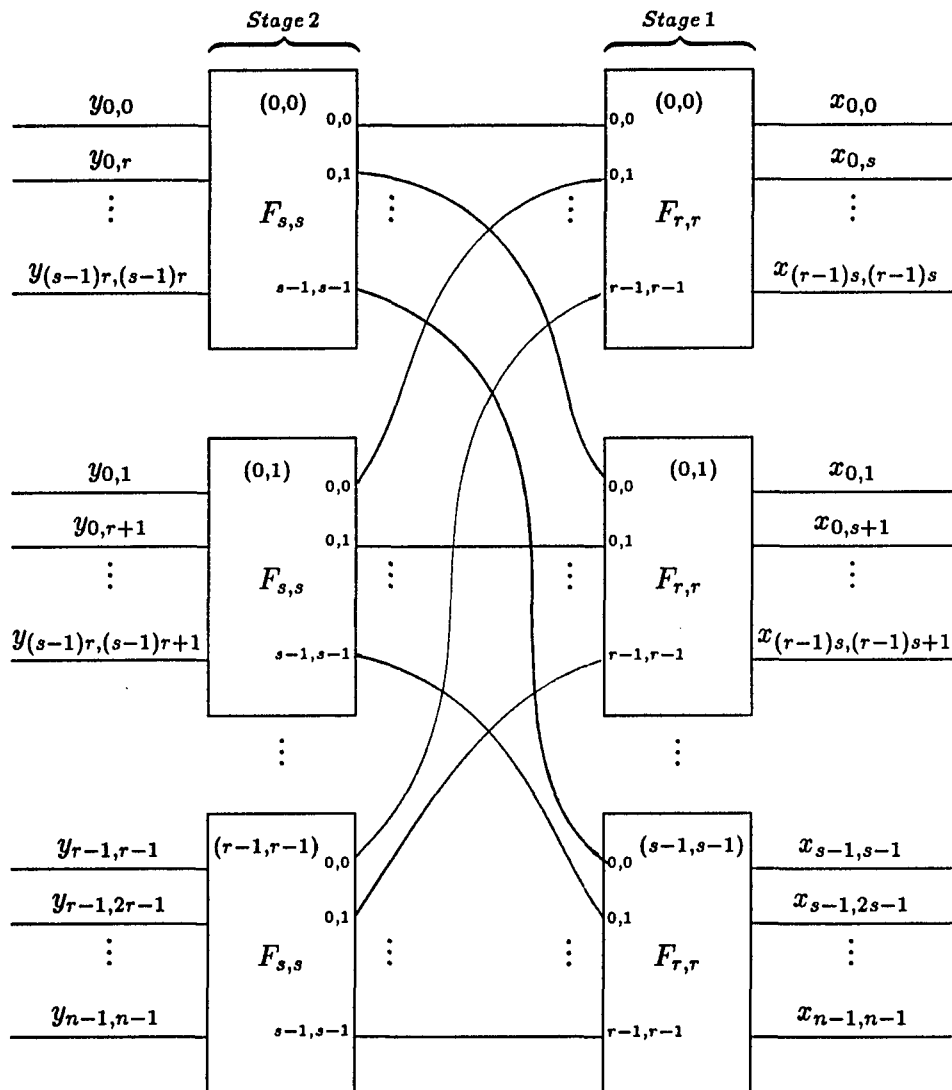 Stage 2 Stage 1
y0,0 (0,0) 0,0 0,0 (0,0) x0,0
y0,r 0,1 0,1 x0,s
⋮ Fs,s ⋮ ⋮ Fr,r ⋮
y(s−1)r,(s−1)r s−1,s−1 r−1,r−1 x(r−1)s,(r−1)s
y0,1 (0,1) 0,0 0,0 (0,1) x0,1
y0,r+1 0,1 0,1 x0,s+1
⋮ Fs,s ⋮ ⋮ Fr,r ⋮
y(s−1)r,(s−1)r+1 s−1,s−1 r−1,r−1 x(r−1)s,(r−1)s+1
⋮ ⋮
yr−1,r−1 (r−1,r−1) 0,0 0,0 (s−1,s−1) xs−1,s−1
yr−1,2r−1 0,1 0,1 xs−1,2s−1
⋮ Fs,s ⋮ ⋮ Fr,r ⋮
yn−1,n−1 s−1,s−1 r−1,r−1 xn−1,n−1